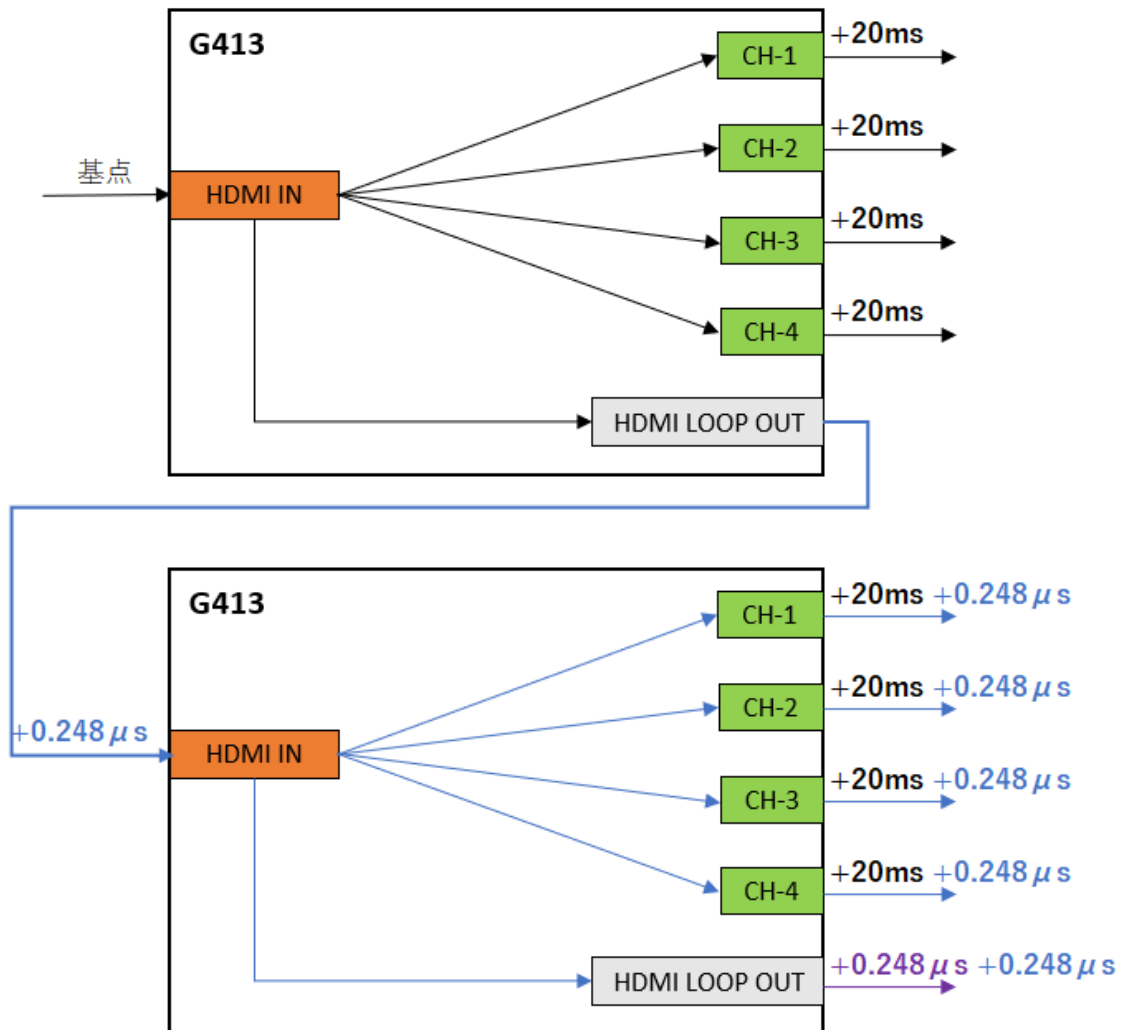 G413
CH-1 +20ms
CH-2 +20ms
基点
HDMI IN
CH-3 +20ms
CH-4 +20ms
HDMI LOOP OUT
G413
CH-1 +20ms +0.248μs
CH-2 +20ms +0.248μs
+0.248μs
HDMI IN
CH-3 +20ms +0.248μs
CH-4 +20ms +0.248μs
HDMI LOOP OUT +0.248μs +0.248μs